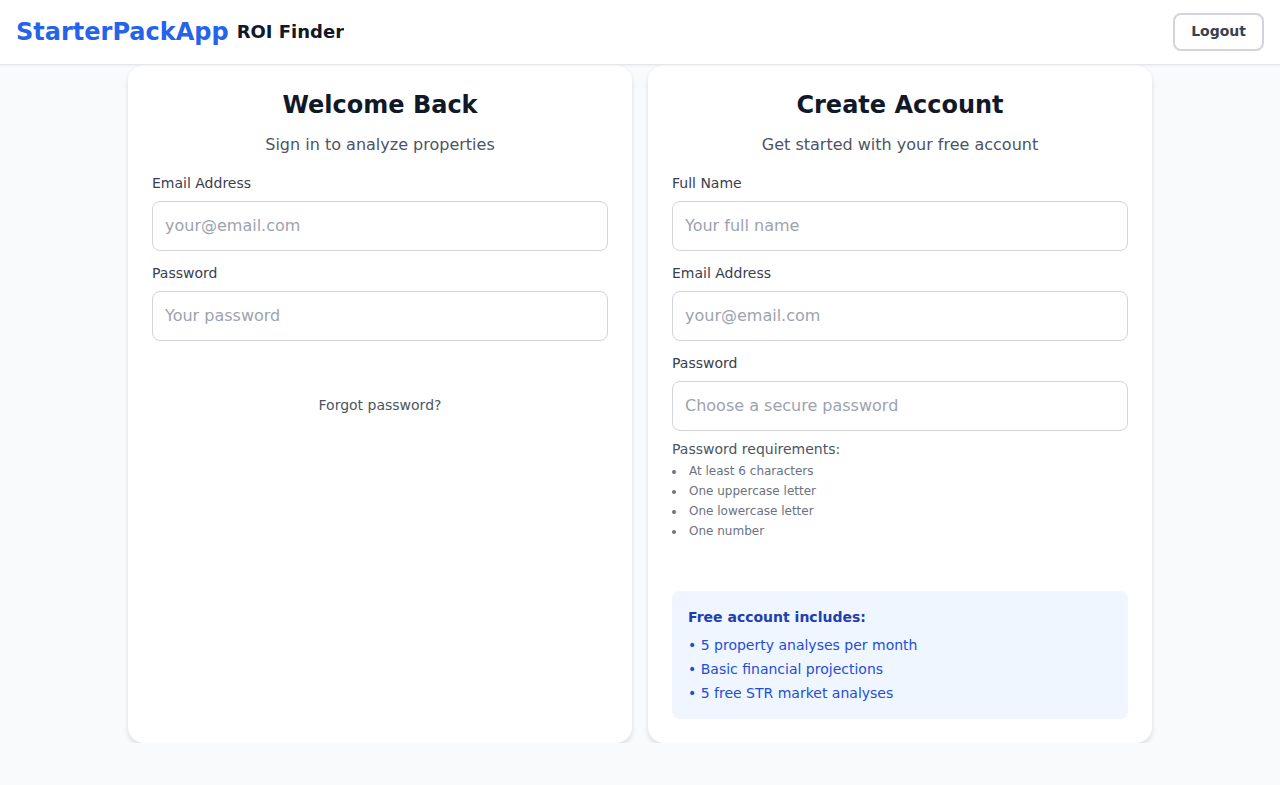 StarterPackApp ROI Finder
Logout
Welcome Back
Sign in to analyze properties
Email Address
your@email.com
Password
Your password
Forgot password?
Create Account
Get started with your free account
Full Name
Your full name
Email Address
your@email.com
Password
Choose a secure password
Password requirements:
• At least 6 characters
• One uppercase letter
• One lowercase letter
• One number
Free account includes:
• 5 property analyses per month
• Basic financial projections
• 5 free STR market analyses